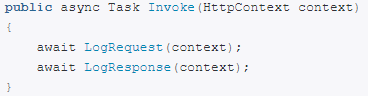 public async Task Invoke(HttpContext context)
{
    await LogRequest(context);
    await LogResponse(context);
}